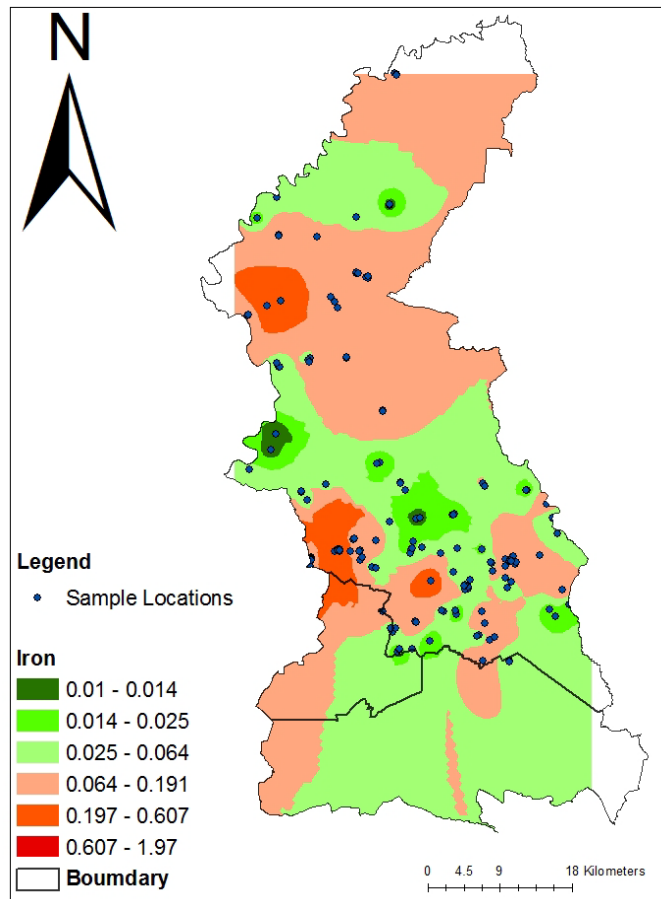 N
Legend
Sample Locations
Iron
0.01 - 0.014
0.014 - 0.025
0.025 - 0.064
0.064 - 0.191
0.197 - 0.607
0.607 - 1.97
Boumdary
0 4.5 9 18 Kilometers